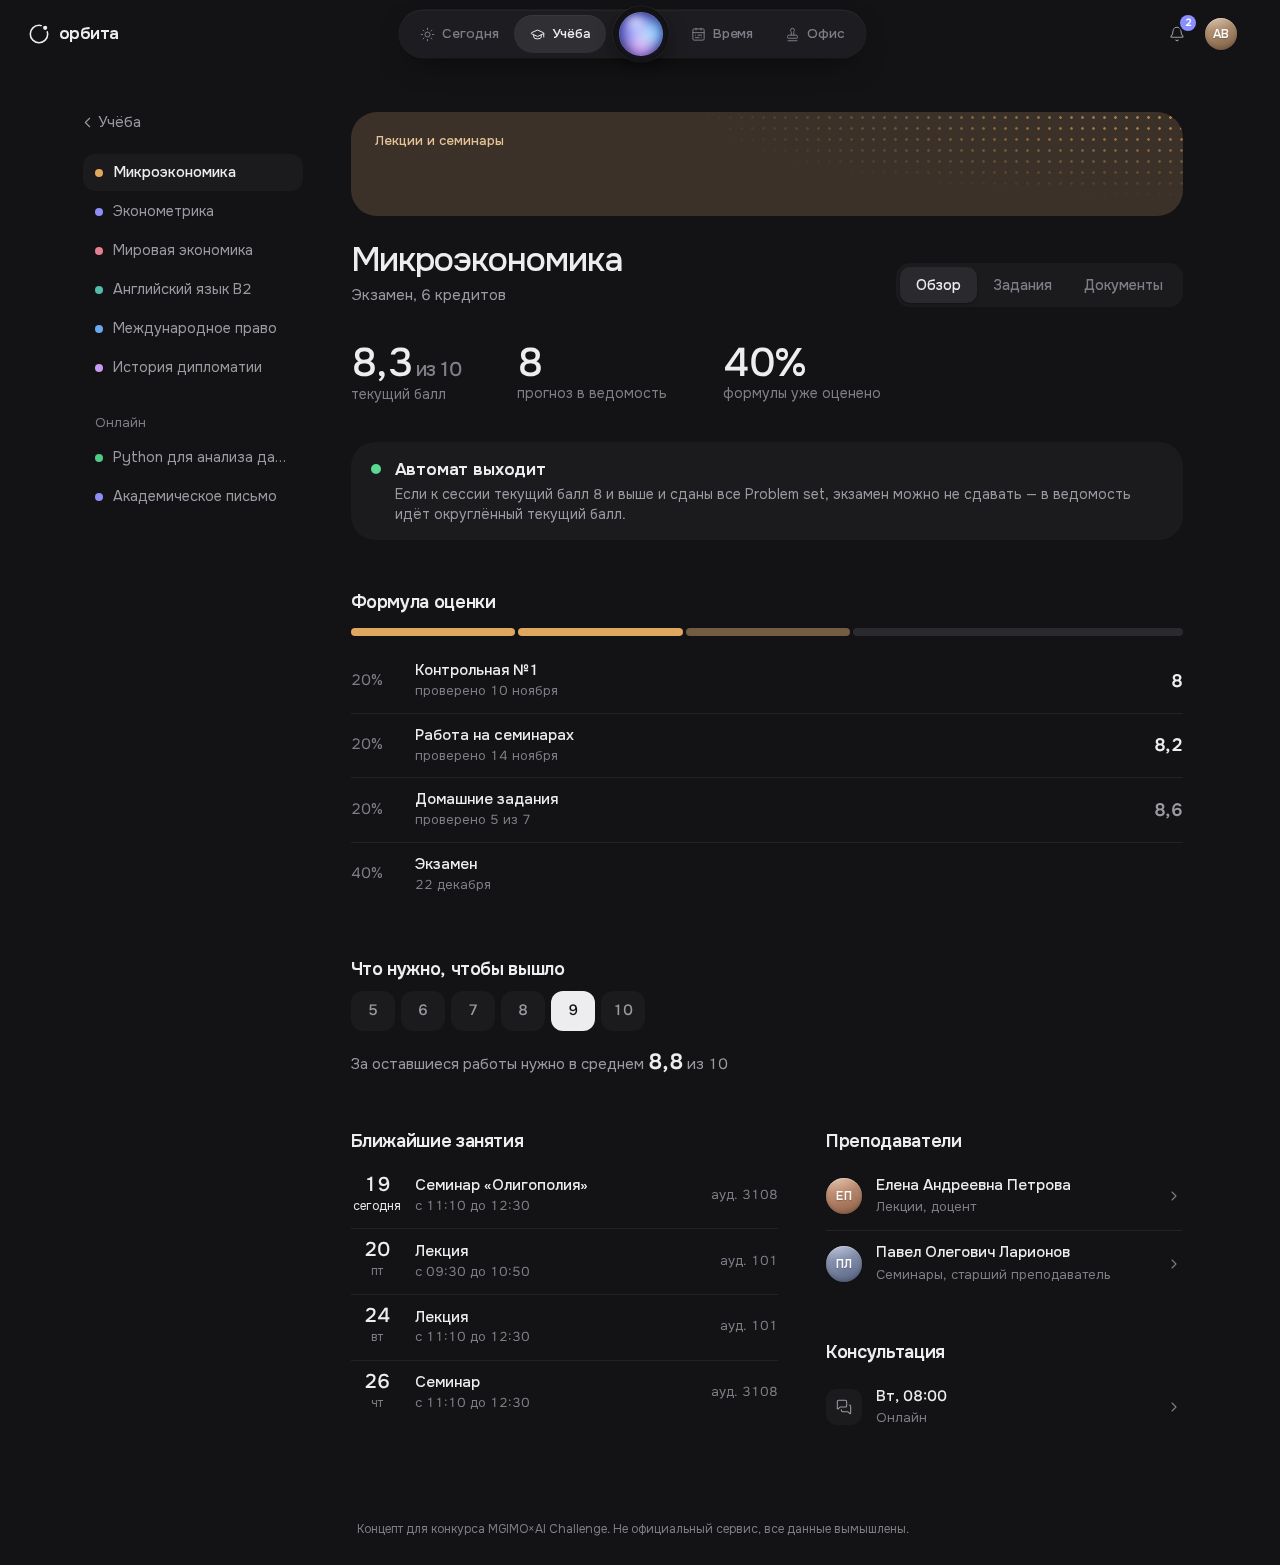 орбита
Сегодня
Учёба
Время
Офис
2
АВ
Учёба
Микроэкономика
Эконометрика
Мировая экономика
Английский язык B2
Международное право
История дипломатии
Онлайн
Python для анализа да...
Академическое письмо
Лекции и семинары
Микроэкономика
Экзамен, 6 кредитов
Обзор
Задания
Документы
8,3 из 10
текущий балл
8
прогноз в ведомость
40%
формулы уже оценено
Автомат выходит
Если к сессии текущий балл 8 и выше и сданы все Problem set, экзамен можно не сдавать — в ведомость
идёт округлённый текущий балл.
Формула оценки
20%
Контрольная №1
проверено 10 ноября
8
20%
Работа на семинарах
проверено 14 ноября
8,2
20%
Домашние задания
проверено 5 из 7
8,6
40%
Экзамен
22 декабря
Что нужно, чтобы вышло
5
6
7
8
9
10
За оставшиеся работы нужно в среднем 8,8 из 10
Ближайшие занятия
19
сегодня
Семинар «Олигополия»
с 11:10 до 12:30
ауд. 3108
20
пт
Лекция
с 09:30 до 10:50
ауд. 101
24
вт
Лекция
с 11:10 до 12:30
ауд. 101
26
чт
Семинар
с 11:10 до 12:30
ауд. 3108
Преподаватели
ЕП
Елена Андреевна Петрова
Лекции, доцент
ПЛ
Павел Олегович Ларионов
Семинары, старший преподаватель
Консультация
Вт, 08:00
Онлайн
Концепт для конкурса MGIMO×AI Challenge. Не официальный сервис, все данные вымышлены.